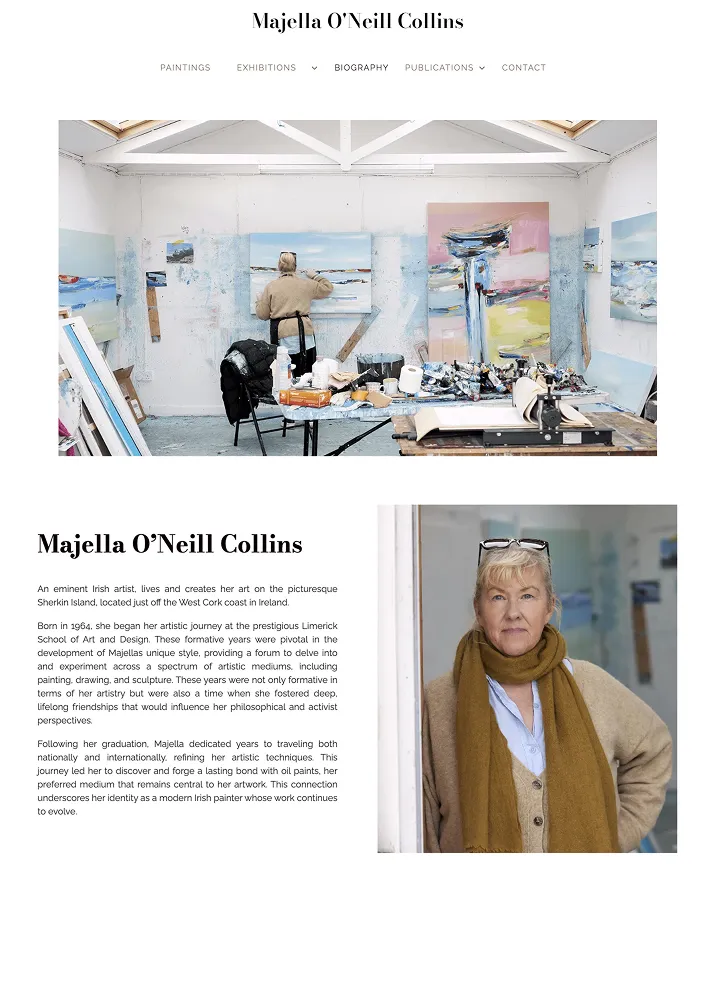 Majella O'Neill Collins
PAINTINGS EXHIBITIONS BIOGRAPHY PUBLICATIONS CONTACT
Majella O’Neill Collins
An eminent Irish artist, lives and creates her art on the picturesque
Sherkin Island, located just off the West Cork coast in Ireland.
Born in 1964, she began her artistic journey at the prestigious Limerick
School of Art and Design. These formative years were pivotal in the
development of Majellas unique style, providing a forum to delve into
and experiment across a spectrum of artistic mediums, including
painting, drawing, and sculpture. These years were not only formative in
terms of her artistry but were also a time when she fostered deep,
lifelong friendships that would influence her philosophical and activist
perspectives.
Following her graduation, Majella dedicated years to traveling both
nationally and internationally, refining her artistic techniques. This
journey led her to discover and forge a lasting bond with oil paints, her
preferred medium that remains central to her artwork. This connection
underscores her identity as a modern Irish painter whose work continues
to evolve.